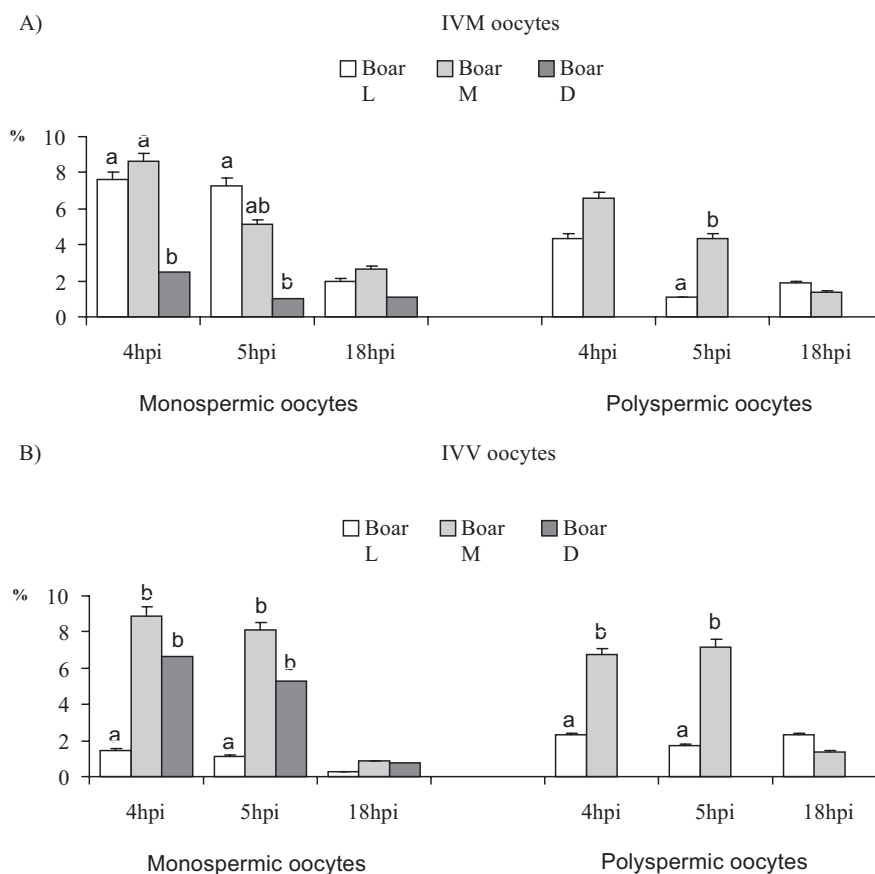 A) IVM oocytes
Boar L Boar M Boar D
%
10
8
6
4
2
0
a a b
a ab b
a b
4hpi 5hpi 18hpi 4hpi 5hpi 18hpi
Monospermic oocytes Polyspermic oocytes
B) IVV oocytes
Boar L Boar M Boar D
%
10
8
6
4
2
0
a b b
a b b
a b
a b
4hpi 5hpi 18hpi 4hpi 5hpi 18hpi
Monospermic oocytes Polyspermic oocytes